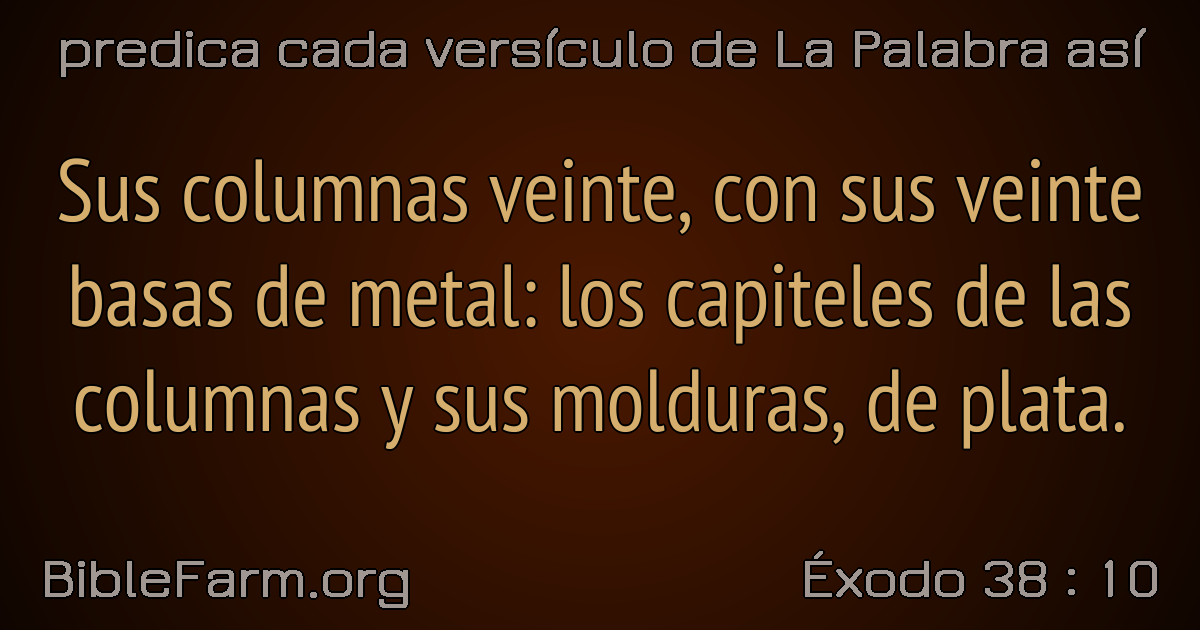 predica cada versículo de La Palabra así
Sus columnas veinte, con sus veinte
basas de metal: los capiteles de las
columnas y sus molduras, de plata.
BibleFarm.org
Éxodo 38 : 10